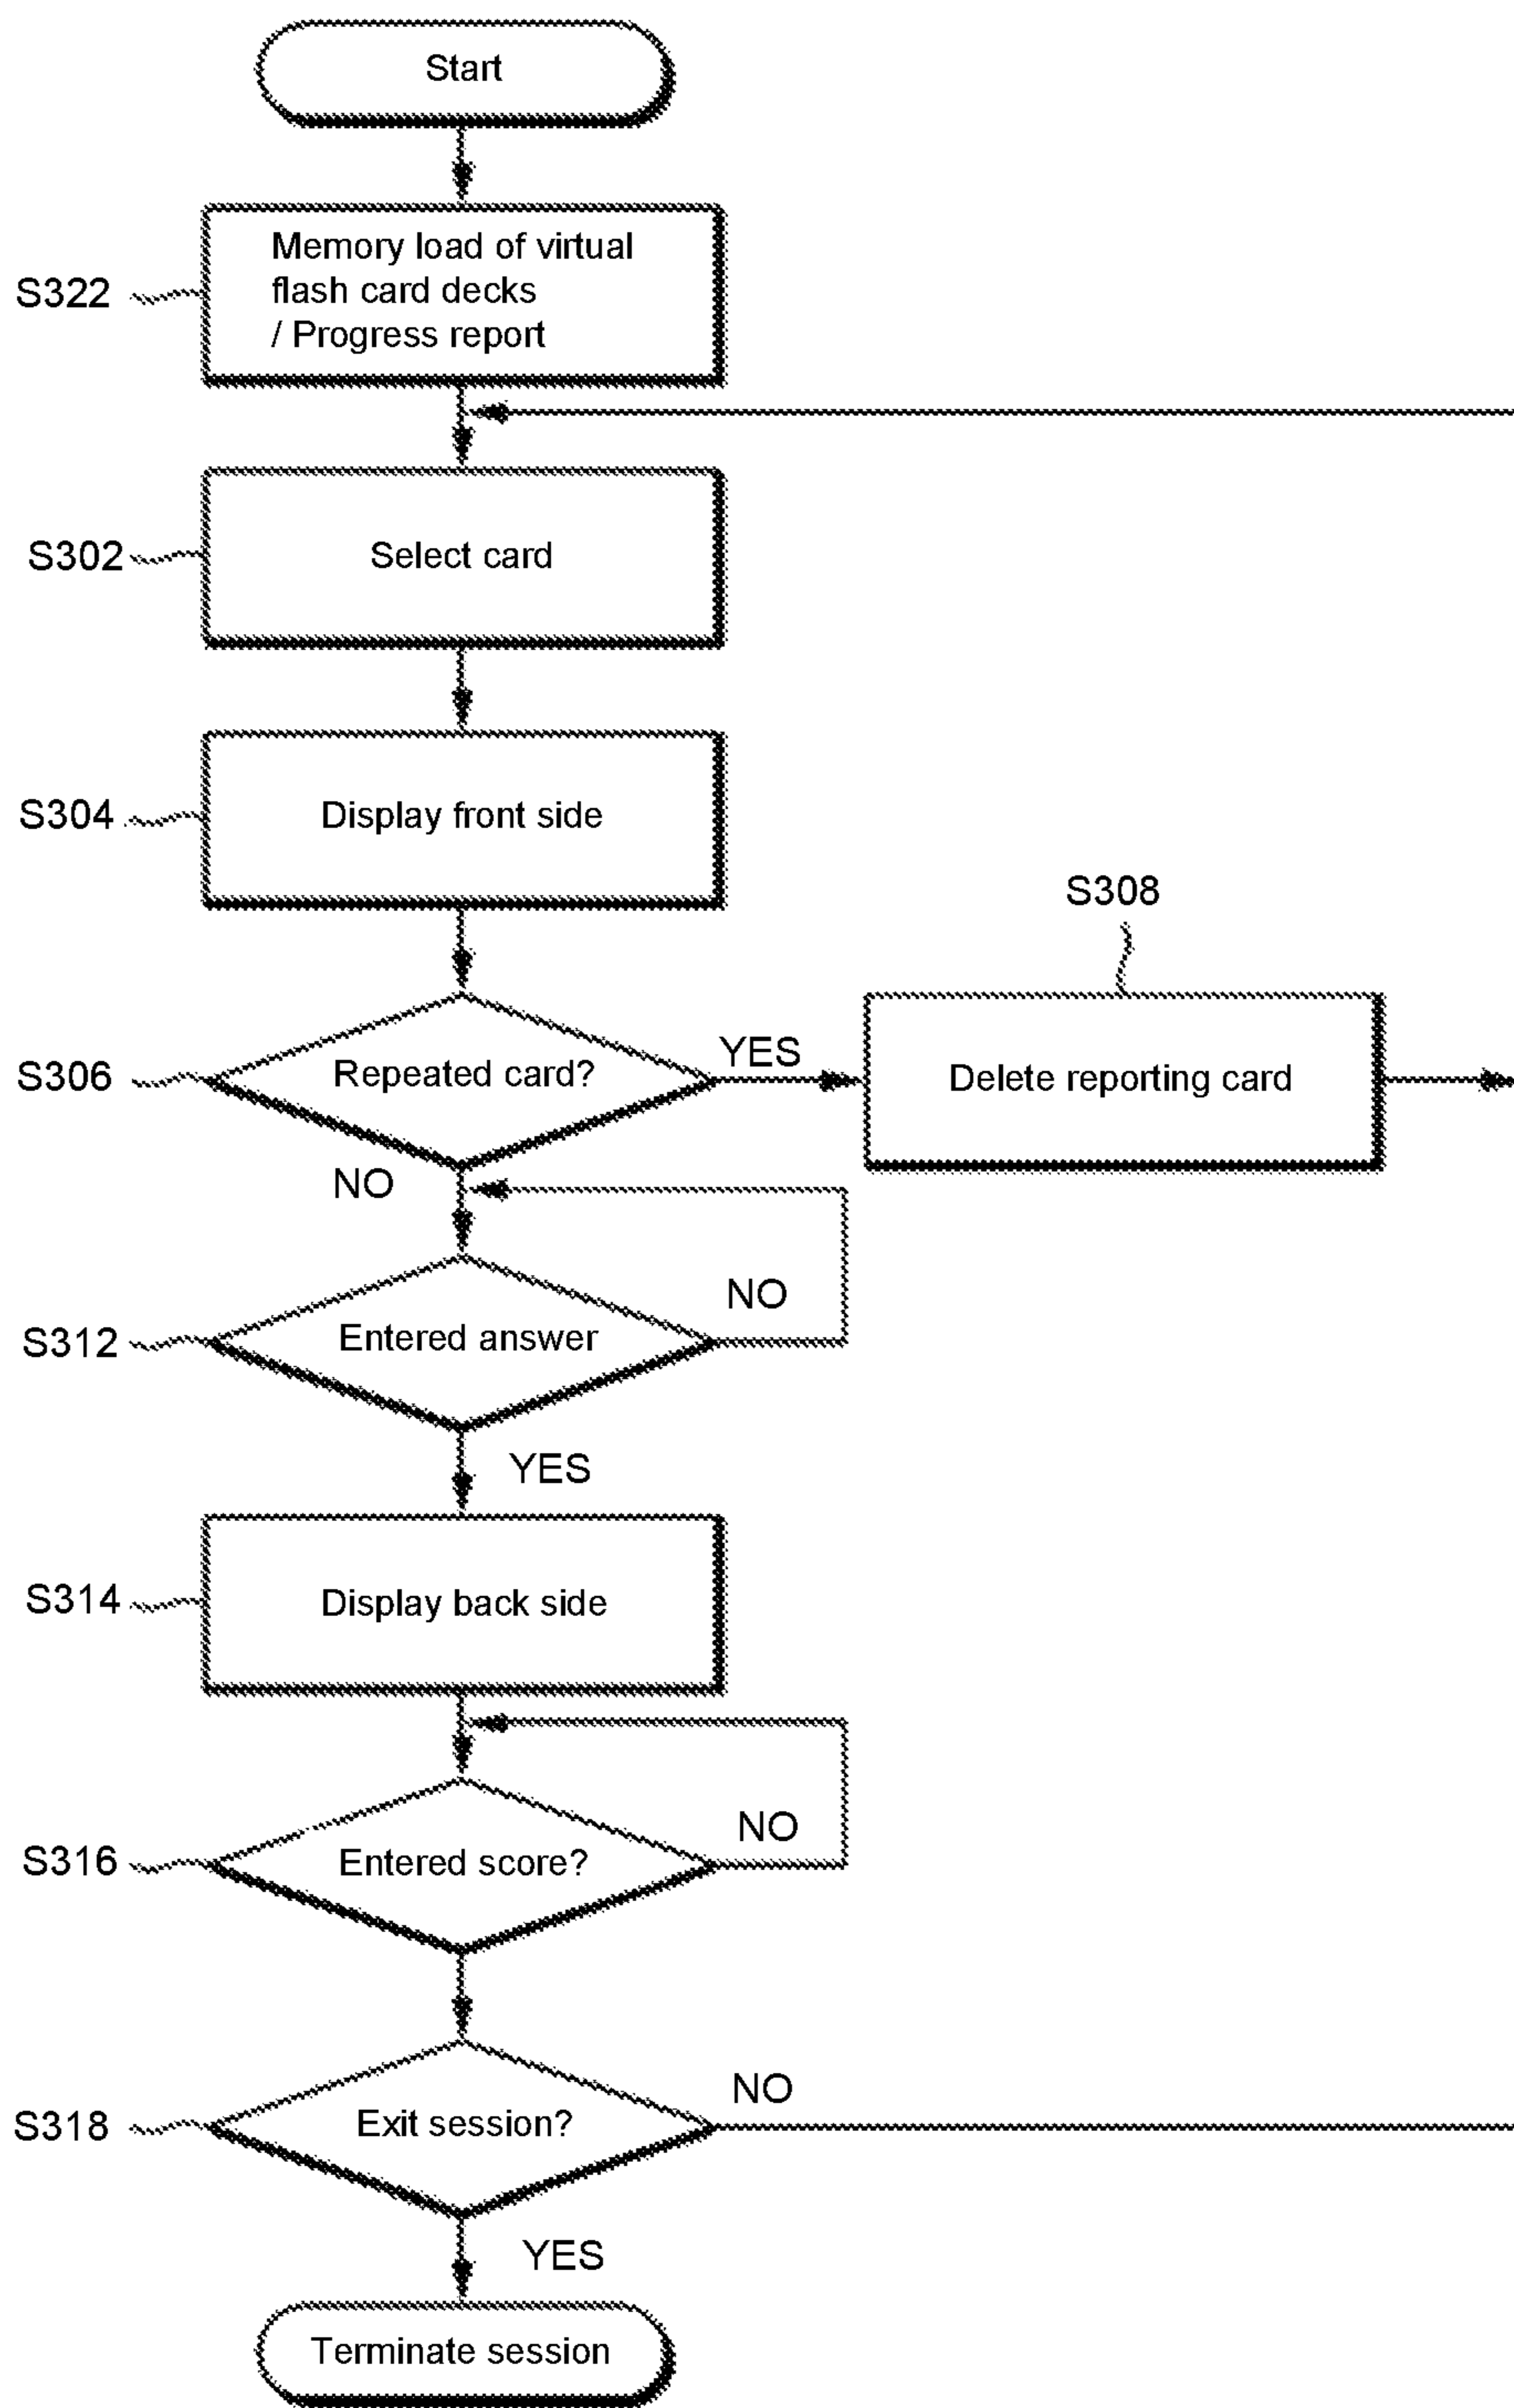 Start
S322
Memory load of virtual
flash card decks
/ Progress report
S302
Select card
S304
Display front side
S308
S306
Repeated card?
YES
Delete reporting card
NO
S312
Entered answer
NO
YES
S314
Display back side
S316
Entered score?
NO
S318
Exit session?
NO
YES
Terminate session